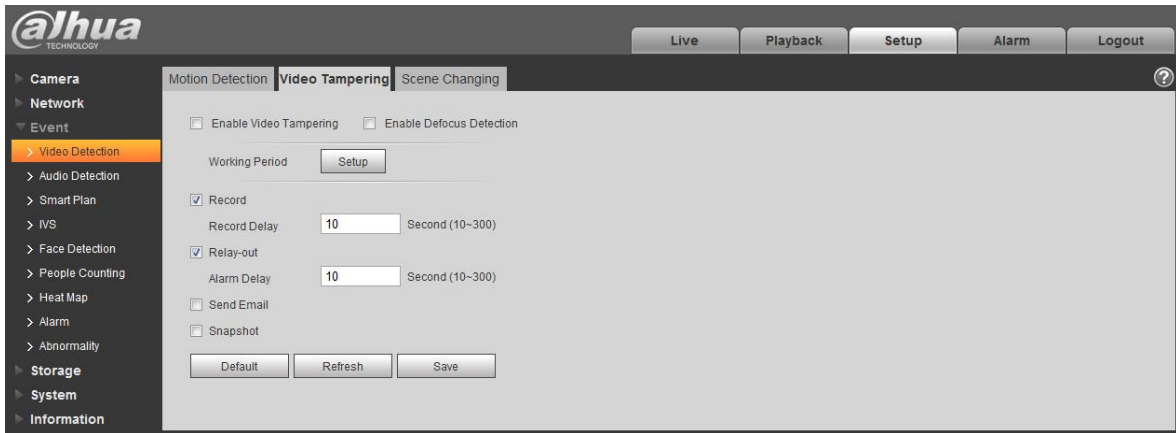 alhua
TECHNOLOGY
Live Playback Setup Alarm Logout
Camera
Network
Event
Video Detection
Audio Detection
Smart Plan
IVS
Face Detection
People Counting
Heat Map
Alarm
Abnormality
Storage
System
Information
Motion Detection Video Tampering Scene Changing ?
Enable Video Tampering Enable Defocus Detection
Working Period Setup
Record
Record Delay 10 Second (10~300)
Relay-out
Alarm Delay 10 Second (10~300)
Send Email
Snapshot
Default Refresh Save